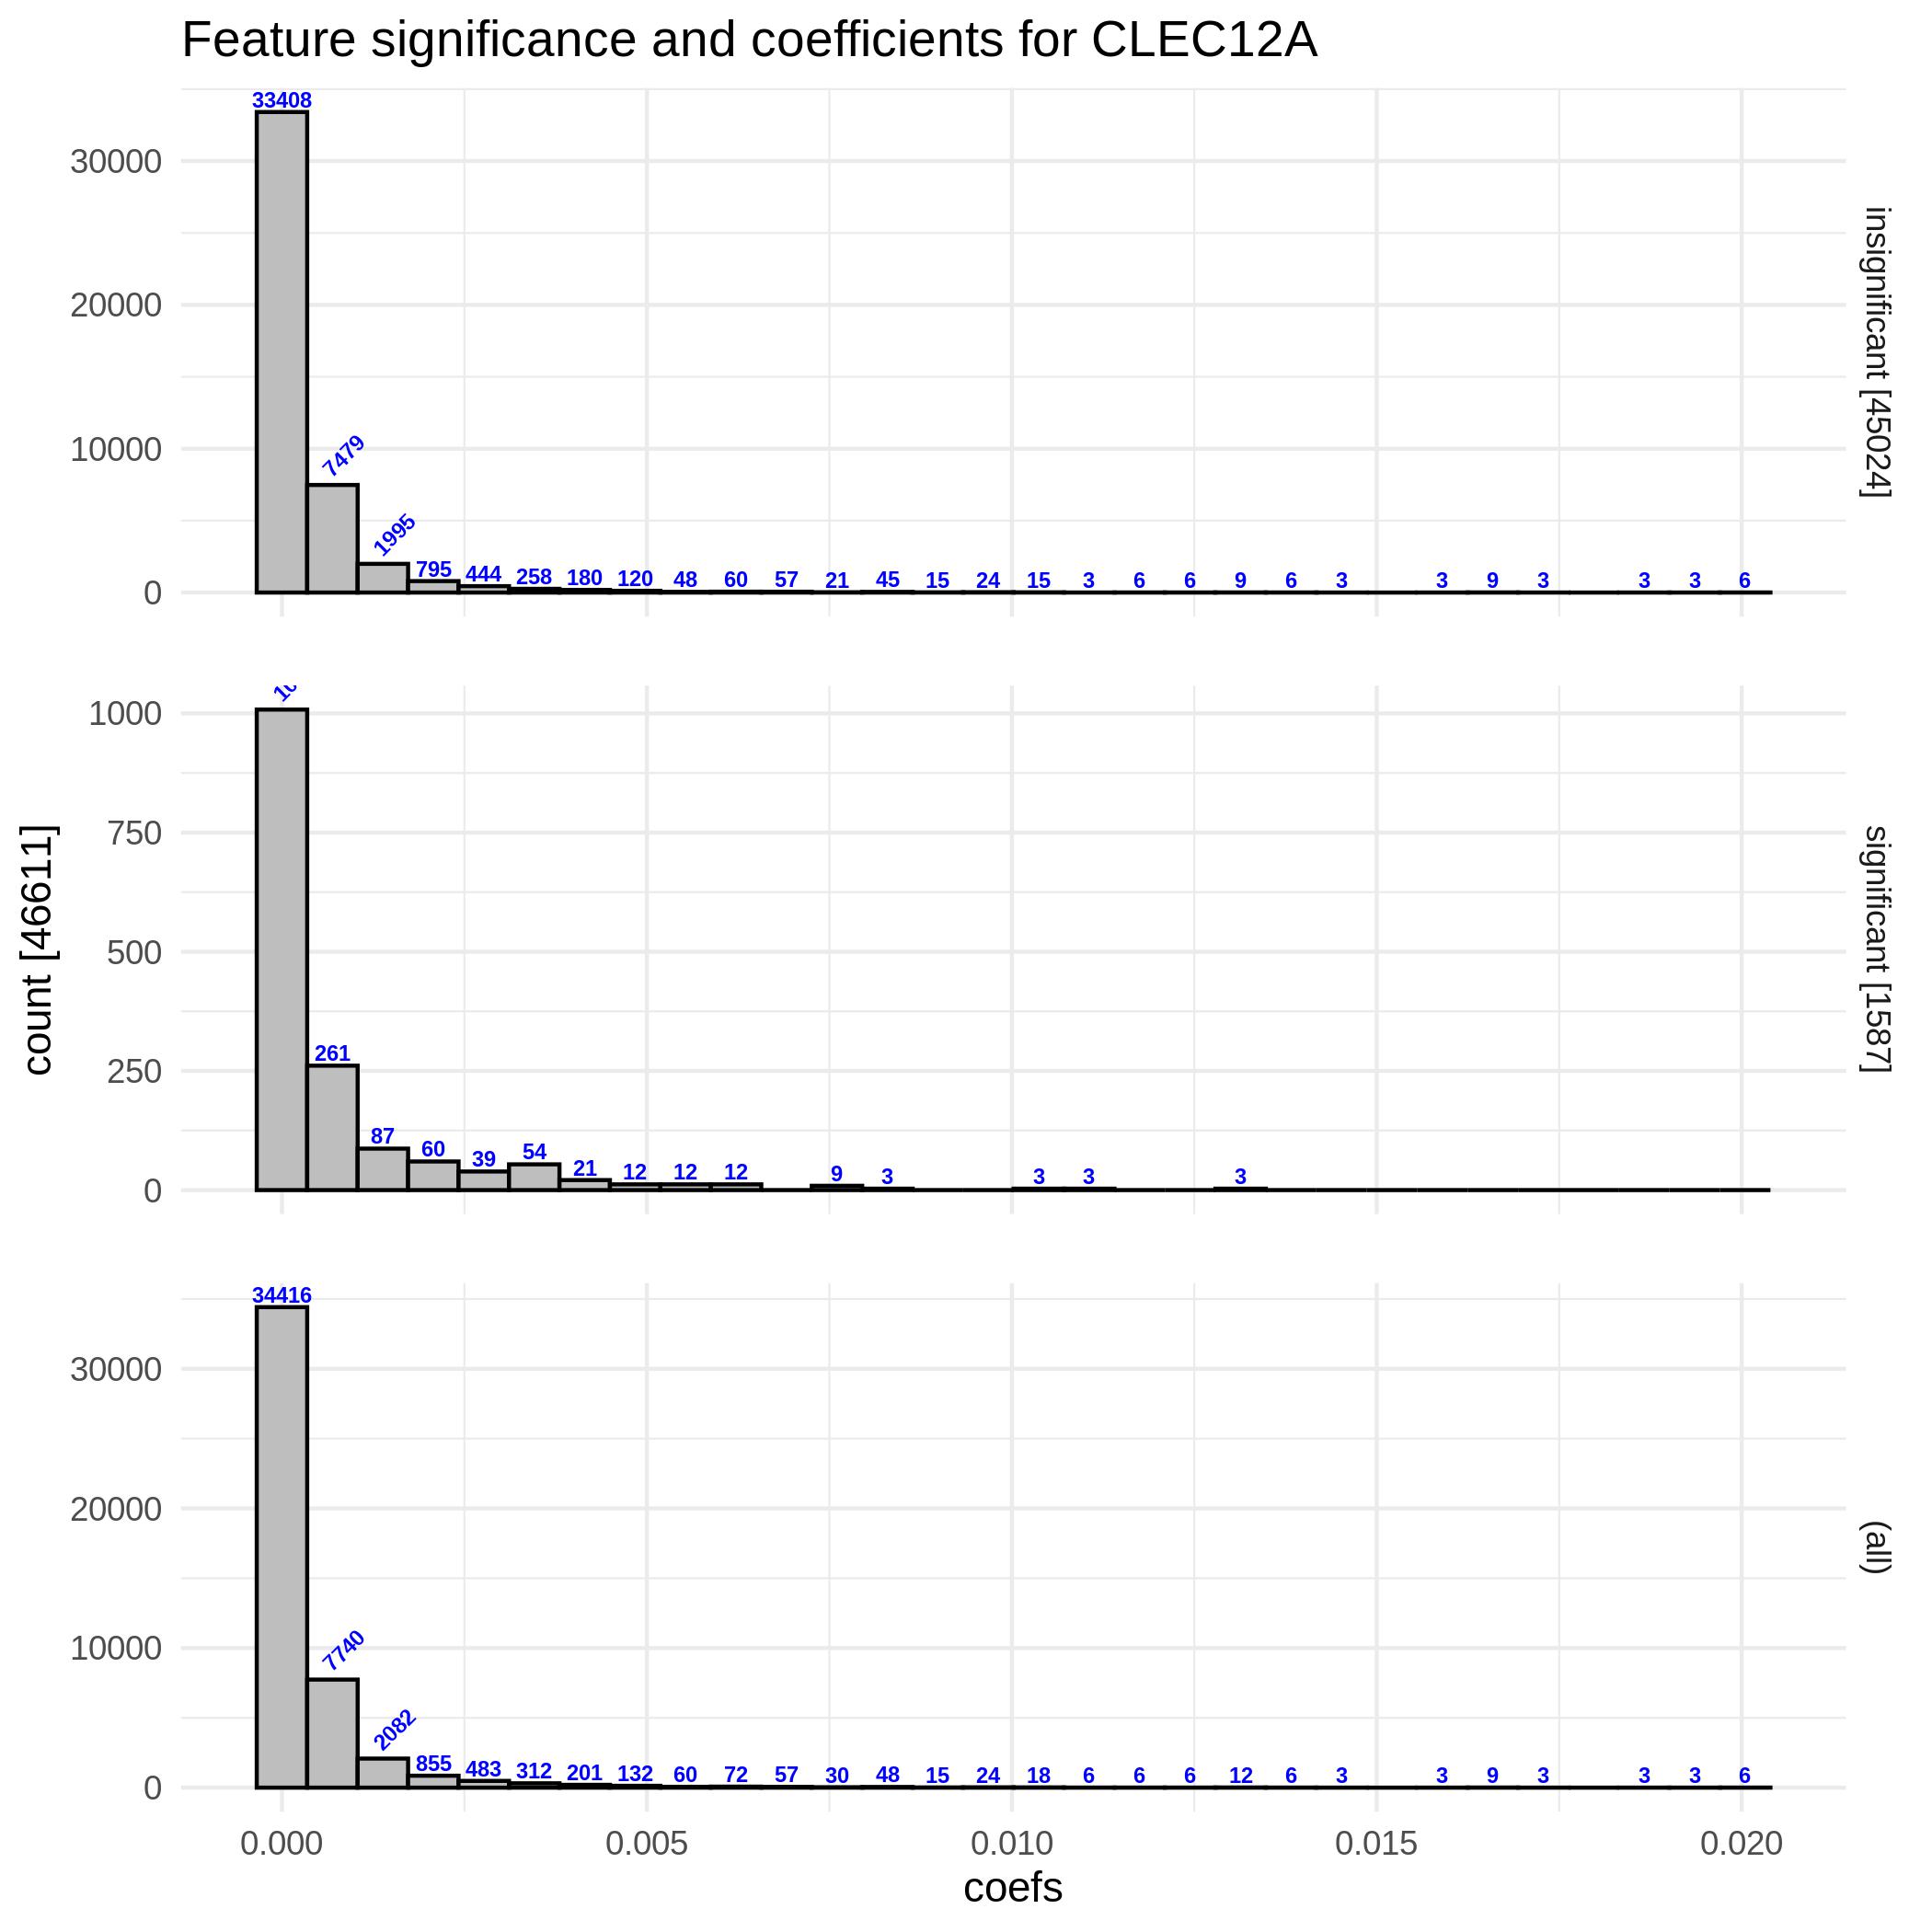 Feature significance and coefficients for CLEC12A
33408
30000
20000
10000
0
7479
1995
795 444 258 180 120 48 60 57 21 45 15 24 15 3 6 6 9 6 3 3 9 3 3 3 6
insignificant [45024]
1000
750
500
250
0
261
87 60 39 54 21 12 12 12 9 3 3 3 3
significant [1587]
count [46611]
34416
30000
20000
10000
0
7740
2082
855 483 312 201 132 60 72 57 30 48 15 24 18 6 6 6 12 6 3 3 9 3 3 3 6
(all)
0.000 0.005 0.010 0.015 0.020
coefs